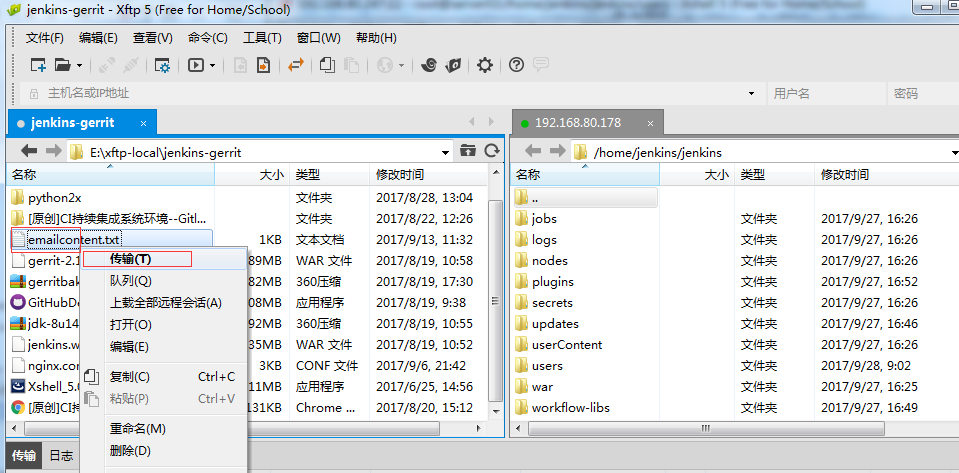 jenkins-gerrit - Xftp 5 (Free for Home/School)
文件(F) 编辑(E) 查看(V) 命令(C) 工具(T) 窗口(W) 帮助(H)
主机名或IP地址 用户名 密码
jenkins-gerrit × 192.168.80.178 ×
E:\xftp-local\jenkins-gerrit /home/jenkins/jenkins
名称 大小 类型 修改时间 名称 大小 类型 修改时间
python2x 文件夹 2017/8/28, 13:04 ..
[原创]CI持续集成系统环境--Gitl... 文件夹 2017/8/22, 12:26 jobs 文件夹 2017/9/27, 16:26
emailcontent.txt 1KB 文本文档 2017/9/13, 11:32 logs 文件夹 2017/9/27, 16:26
gerrit-2.1 89MB WAR 文件 2017/8/19, 10:58 nodes 文件夹 2017/9/27, 16:26
gerritbak 360压缩 2017/8/19, 17:30 plugins 文件夹 2017/9/27, 16:52
GitHubDe 08MB 应用程序 2017/8/19, 9:38 secrets 文件夹 2017/9/27, 16:26
jdk-8u14 92MB 360压缩 2017/8/19, 10:55 updates 文件夹 2017/9/27, 16:46
jenkins.w 35MB WAR 文件 2017/8/19, 10:52 userContent 文件夹 2017/9/27, 16:26
nginx.con 3KB CONF 文件 2017/9/6, 21:42 users 文件夹 2017/9/28, 9:02
Xshell_5.0 11MB 应用程序 2017/6/25, 14:56 war 文件夹 2017/9/27, 16:25
[原创]CI持 131KB Chrome ... 2017/8/20, 15:12 workflow-libs 文件夹 2017/9/27, 16:49
传输(T)
队列(Q)
上载全部远程会话(A)
打开(O)
编辑(E)
复制(C) Ctrl+C
粘贴(P) Ctrl+V
重命名(M)
删除(D)
传输 日志